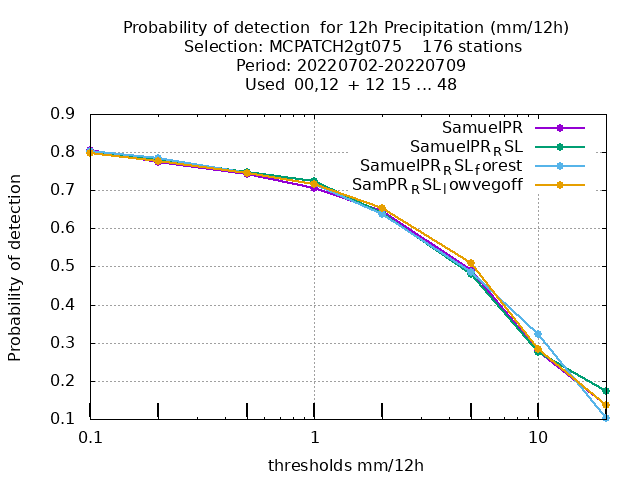 Probability of detection  for 12h Precipitation (mm/12h)
Selection: MCPATCH2gt075    176 stations
Period: 20220702-20220709
Used  00,12  + 12 15 ... 48
SamuelPR
SamuelPR_RSL
SamuelPR_RSL_forest
SamPR_RSL_lowvegoff
Probability of detection
0.9
0.8
0.7
0.6
0.5
0.4
0.3
0.2
0.1
0.1 1 10
thresholds mm/12h